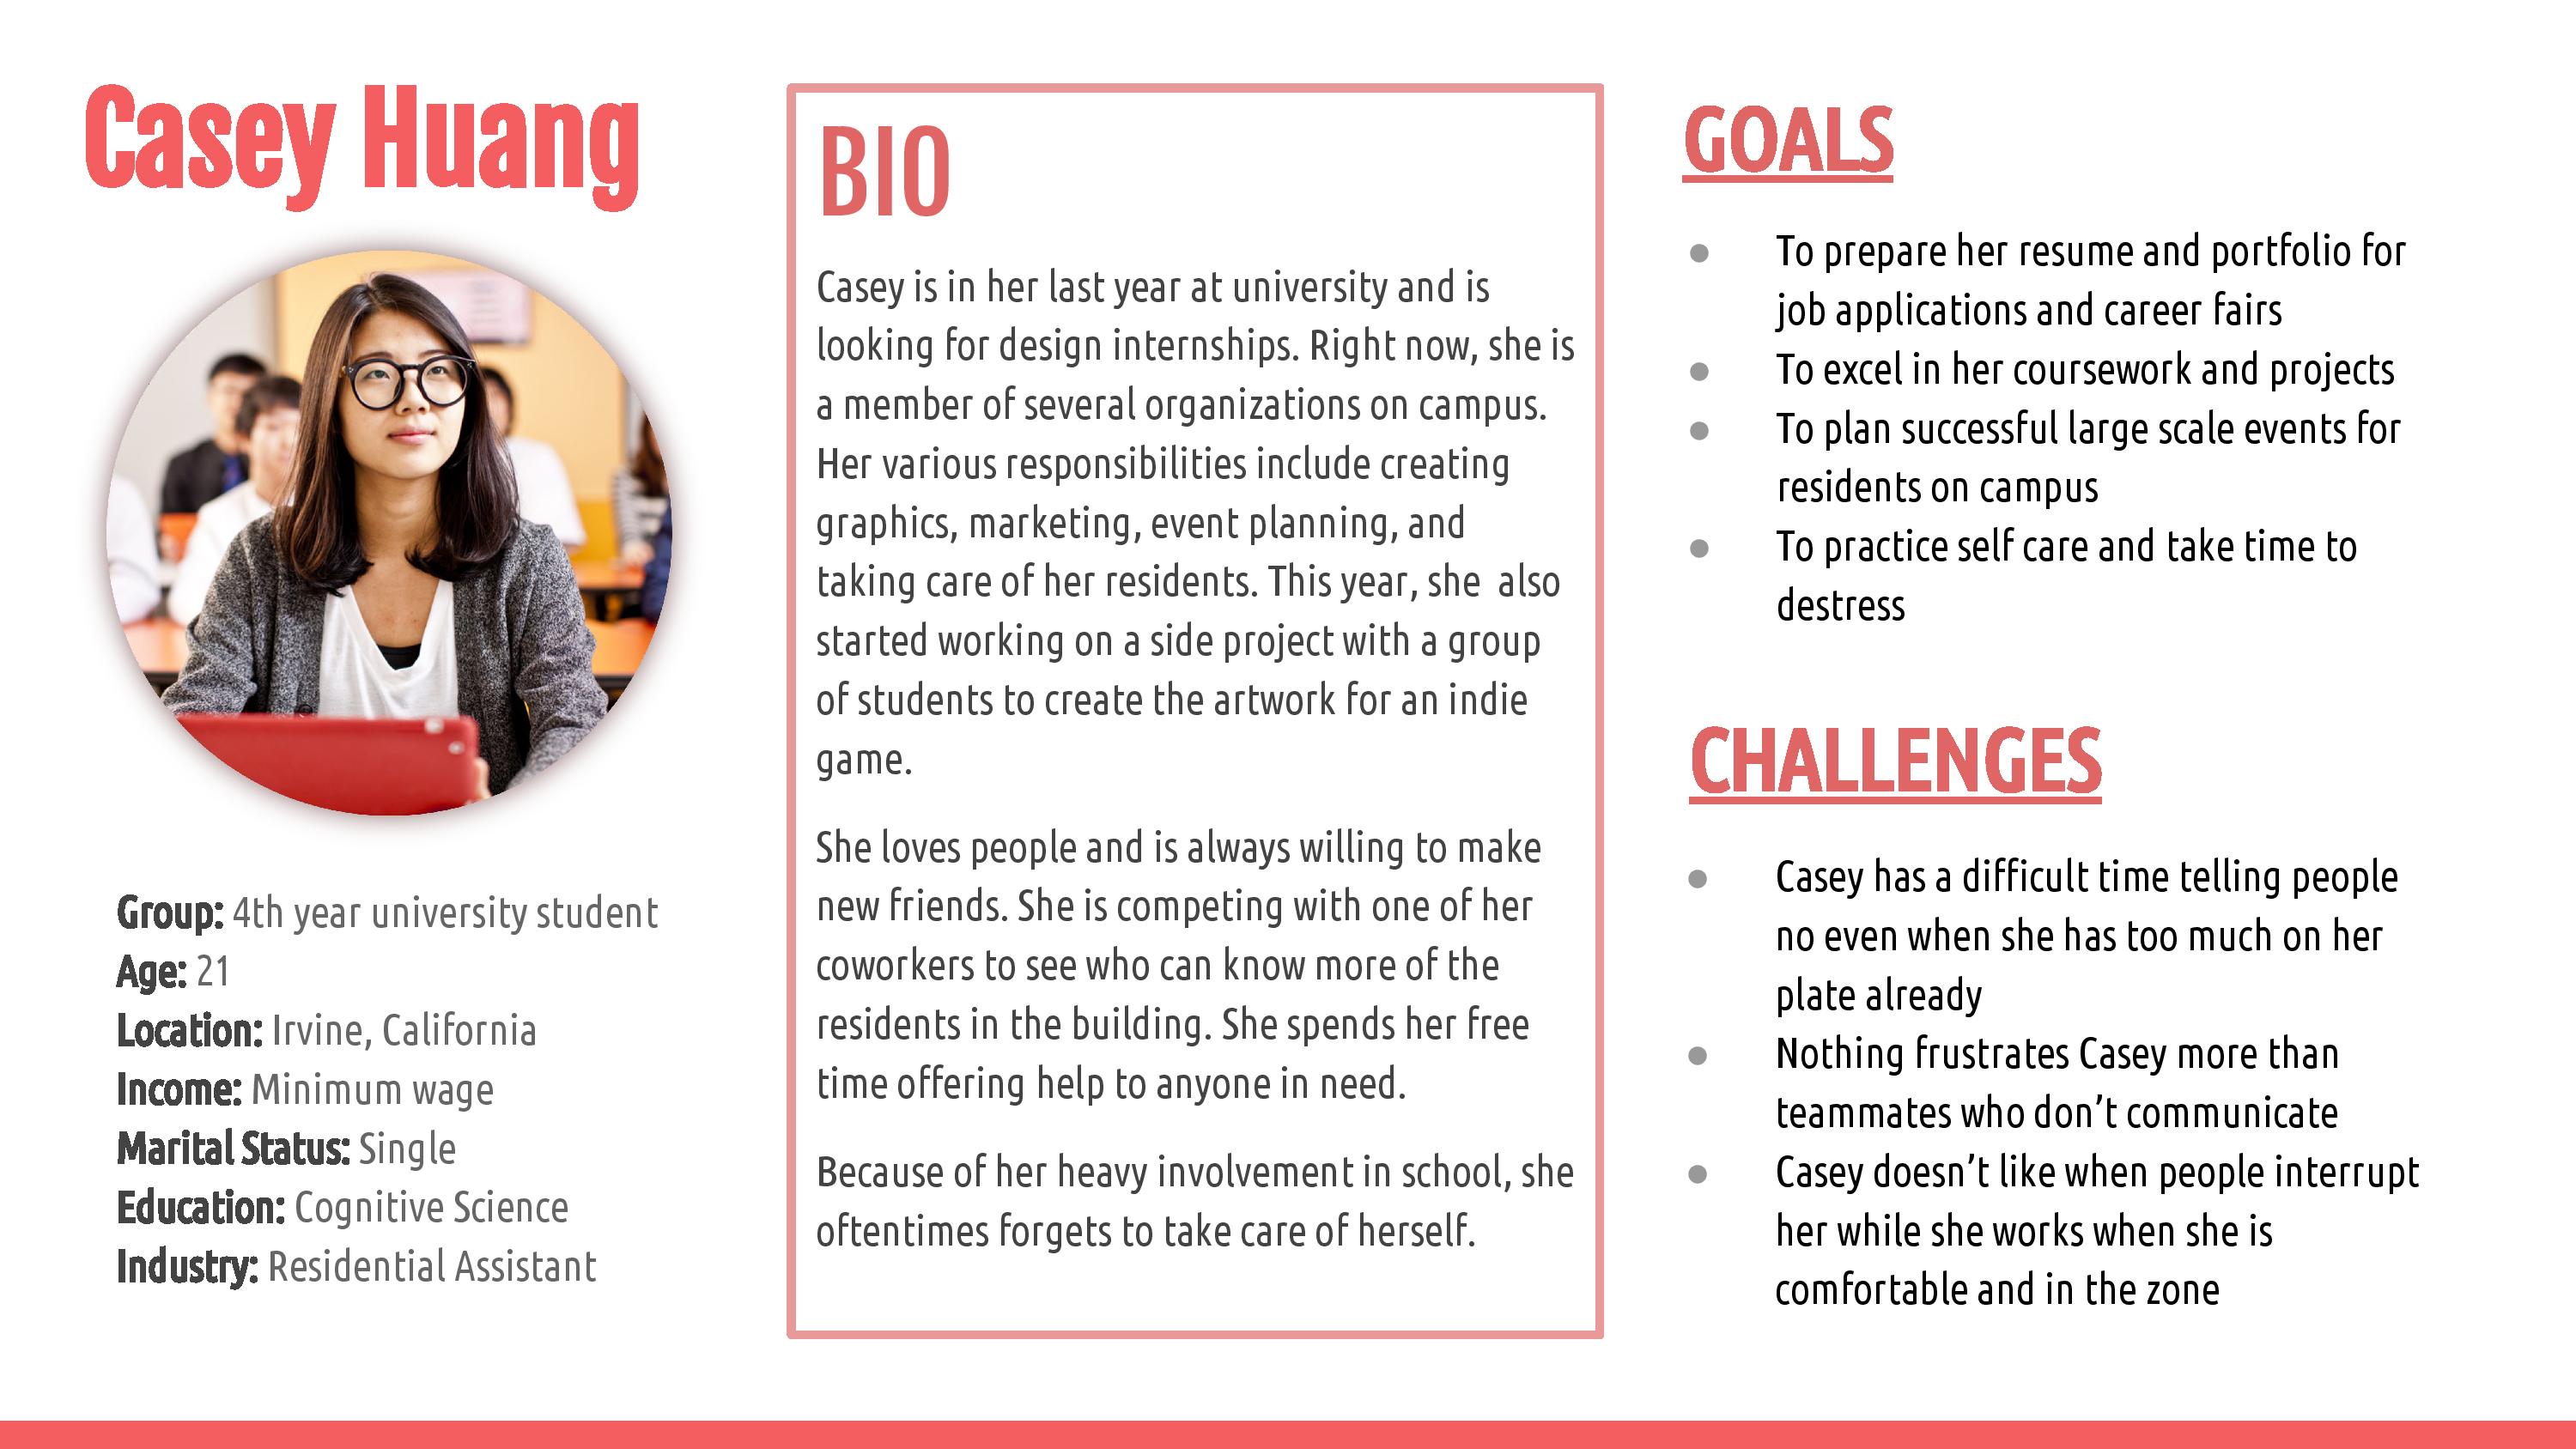 Casey Huang
Group: 4th year university student
Age: 21
Location: Irvine, California
Income: Minimum wage
Marital Status: Single
Education: Cognitive Science
Industry: Residential Assistant
BIO
Casey is in her last year at university and is
looking for design internships. Right now, she is
a member of several organizations on campus.
Her various responsibilities include creating
graphics, marketing, event planning, and
taking care of her residents. This year, she  also
started working on a side project with a group
of students to create the artwork for an indie
game.
She loves people and is always willing to make
new friends. She is competing with one of her
coworkers to see who can know more of the
residents in the building. She spends her free
time offering help to anyone in need.
Because of her heavy involvement in school, she
oftentimes forgets to take care of herself.
GOALS
● To prepare her resume and portfolio for
job applications and career fairs
● To excel in her coursework and projects
● To plan successful large scale events for
residents on campus
● To practice self care and take time to
destress
CHALLENGES
● Casey has a difficult time telling people
no even when she has too much on her
plate already
● Nothing frustrates Casey more than
teammates who don’t communicate
● Casey doesn’t like when people interrupt
her while she works when she is
comfortable and in the zone